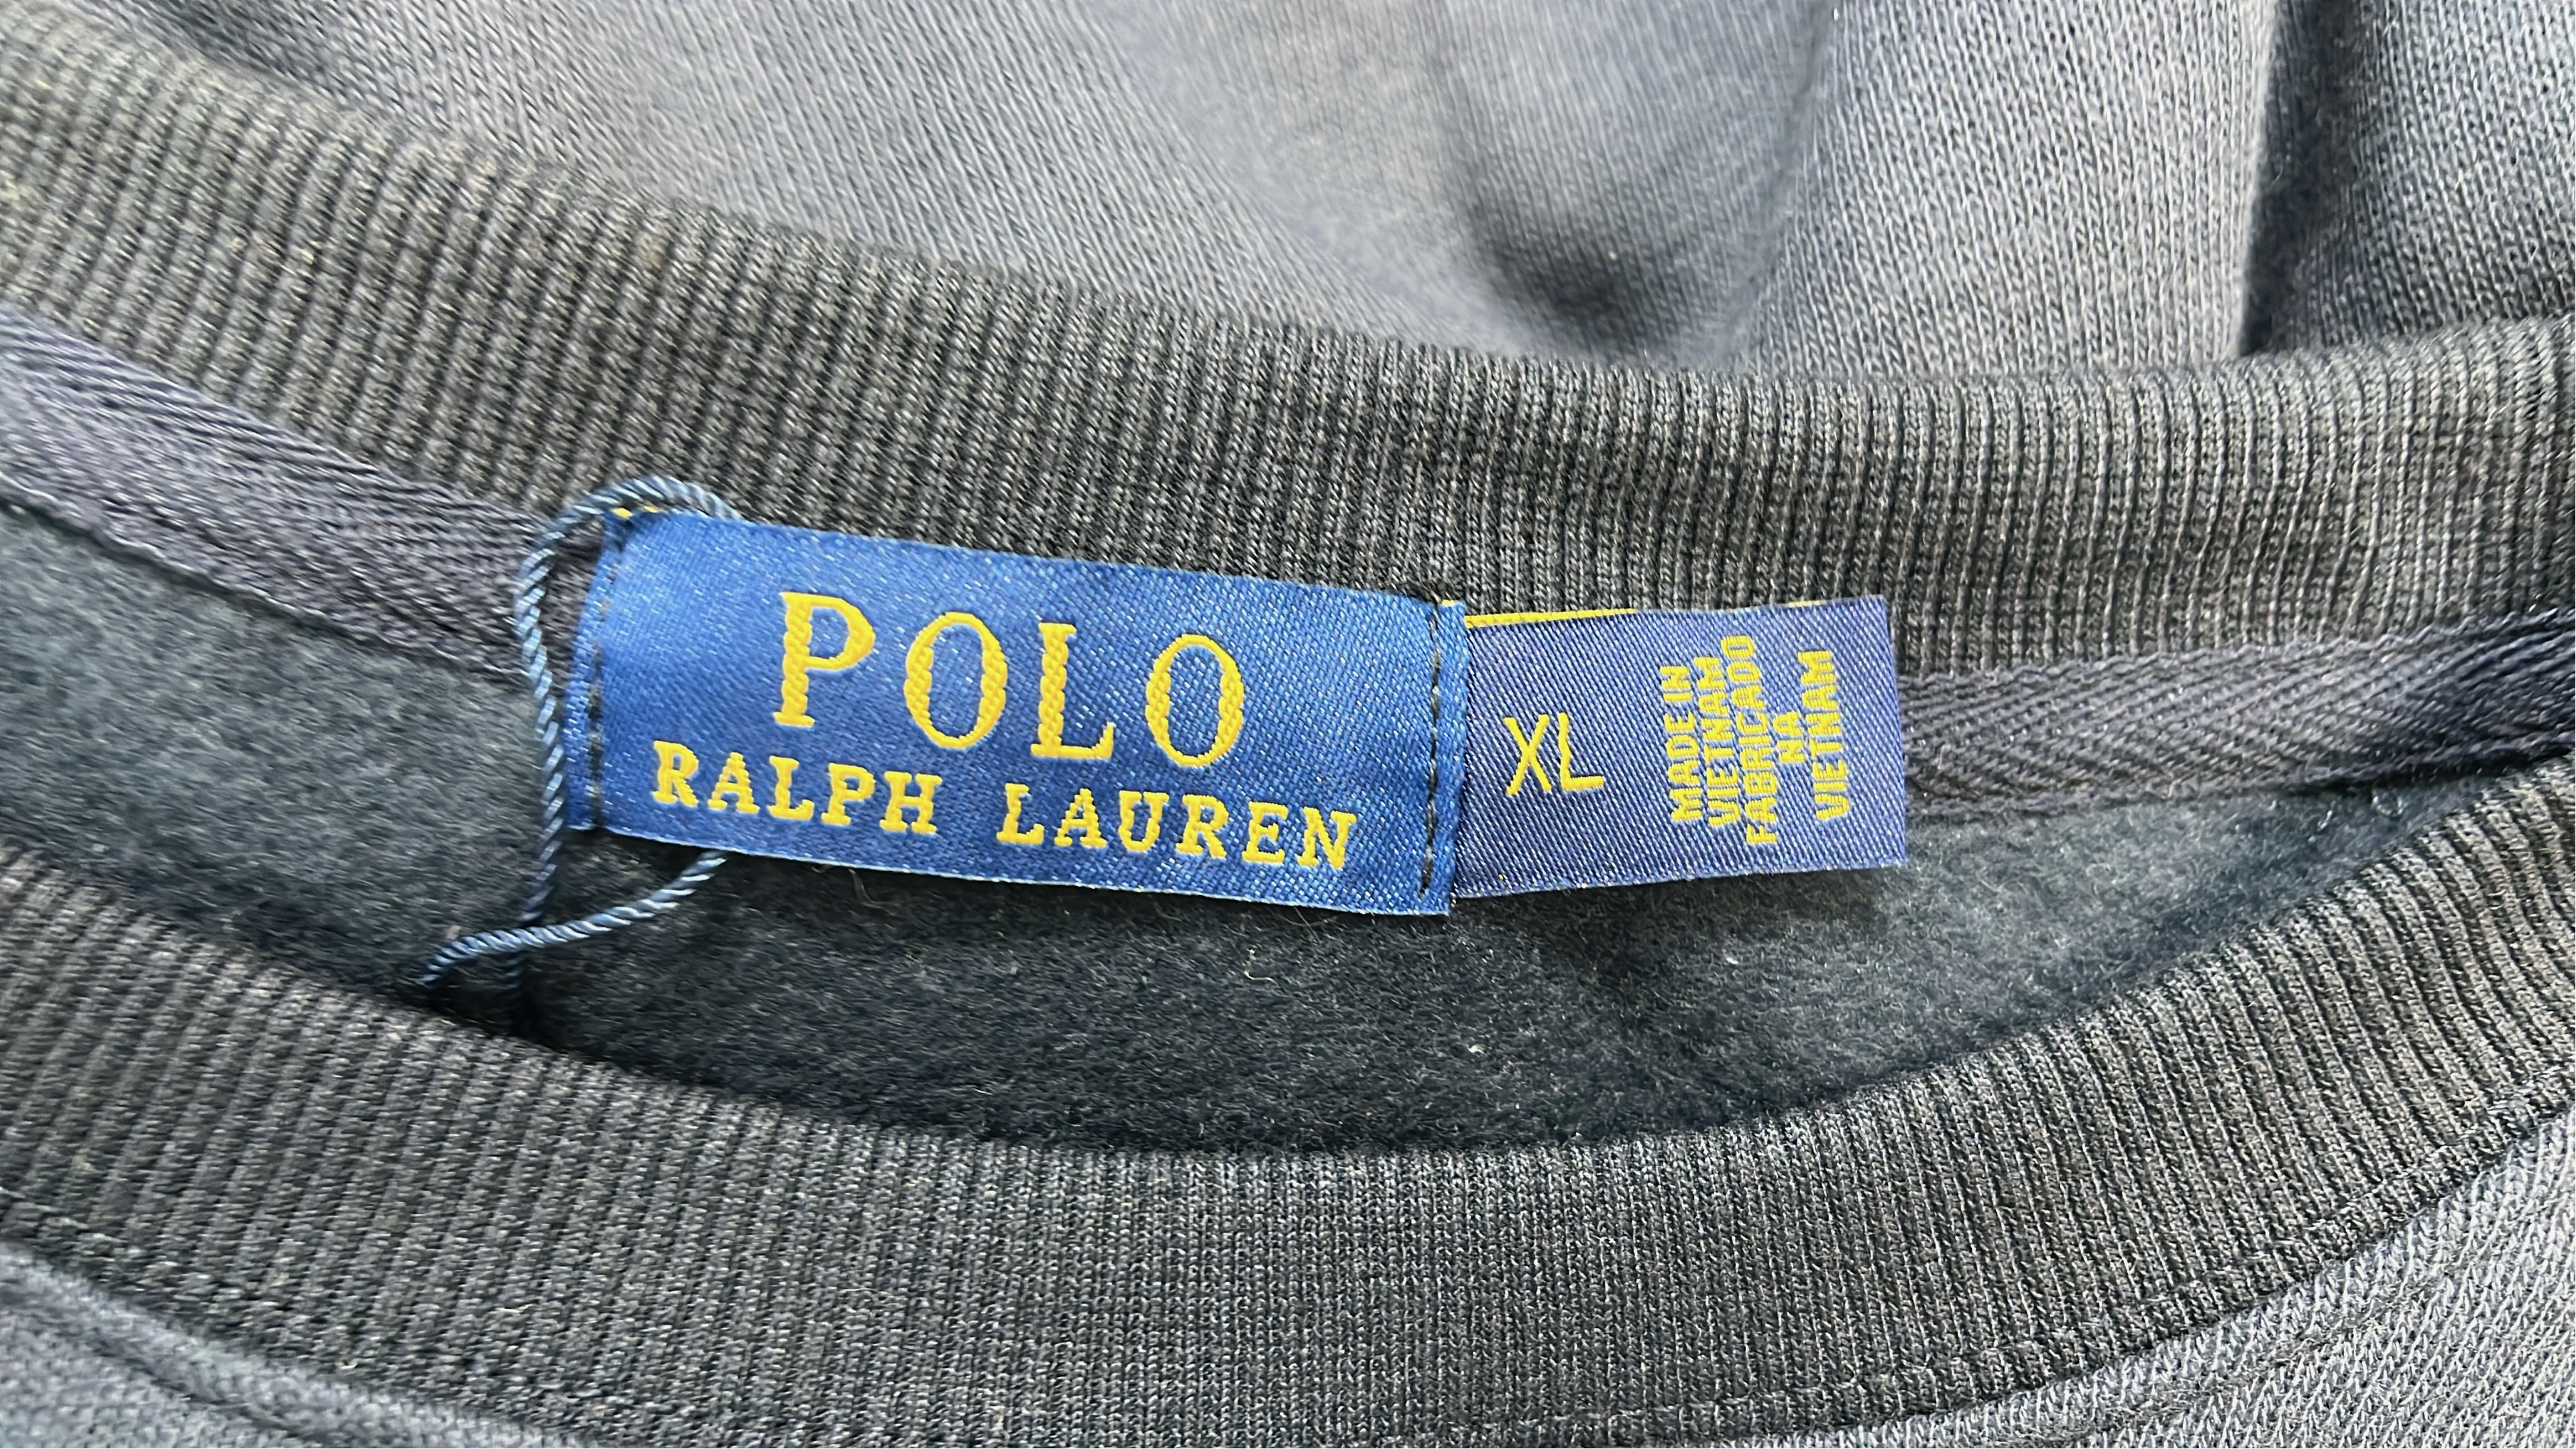 POLO
RALPH LAUREN
XL
MADE IN
VIETNAM
FABRICADO
NA
VIETNAM